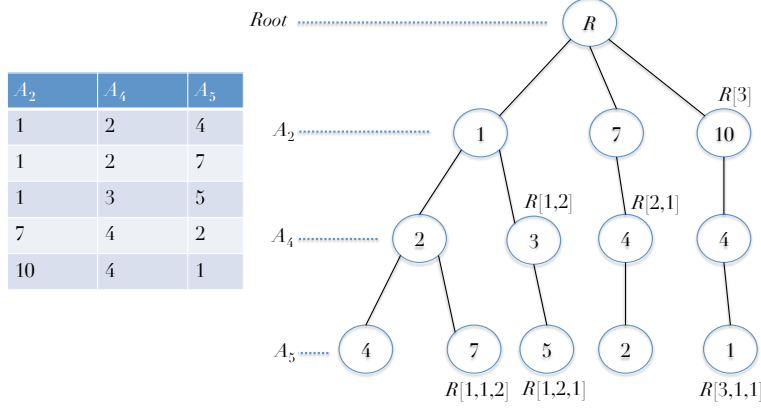 Root
R
R[3]
A2
1
7
10
R[1,2]
R[2,1]
A4
2
3
4
4
A5
4
7
5
2
1
R[1,1,2]
R[1,2,1]
R[3,1,1]
A2 A4 A5
1 2 4
1 2 7
1 3 5
7 4 2
10 4 1